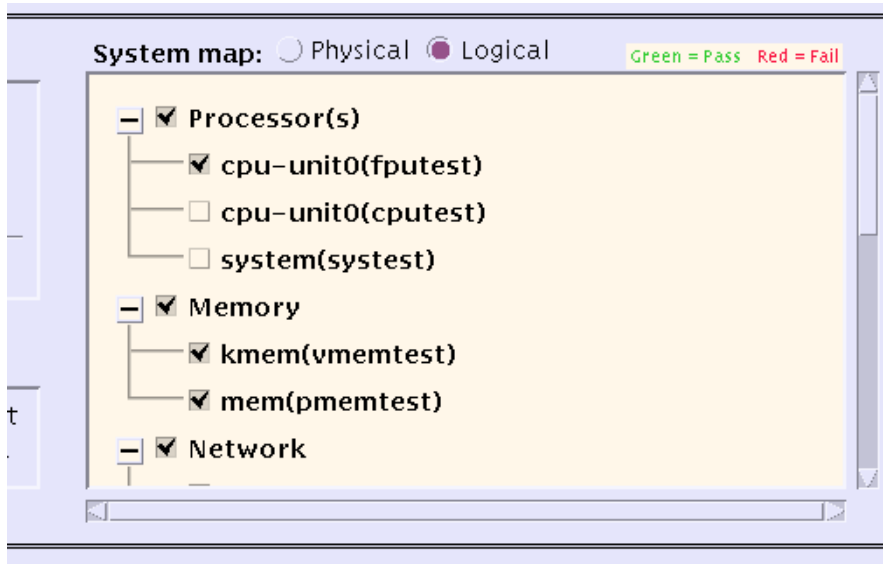 System map: Physical Logical Green = Pass Red = Fail
Processor(s)
cpu-unit0(fputest)
cpu-unit0(cputest)
system(systest)
Memory
kmem(vmemtest)
mem(pmemtest)
t
Network